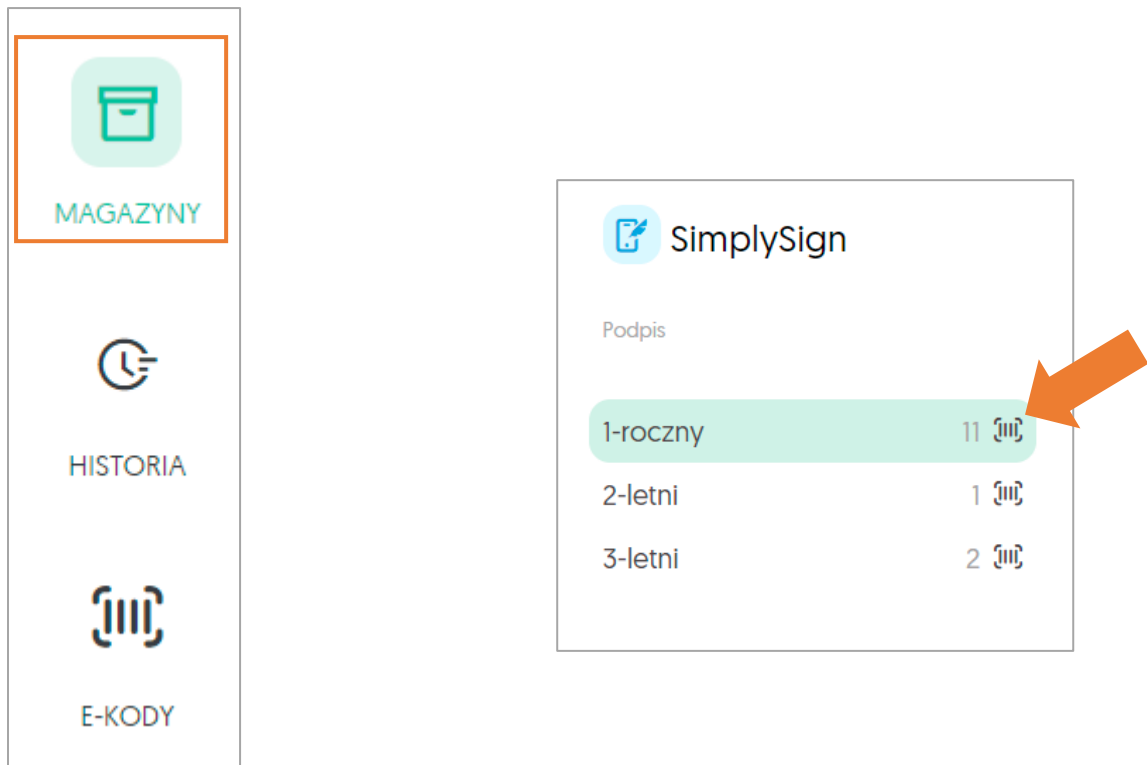 MAGAZYNY
HISTORIA
E-KODY
SimplySign
Podpis
1-roczny 11
2-letni 1
3-letni 2